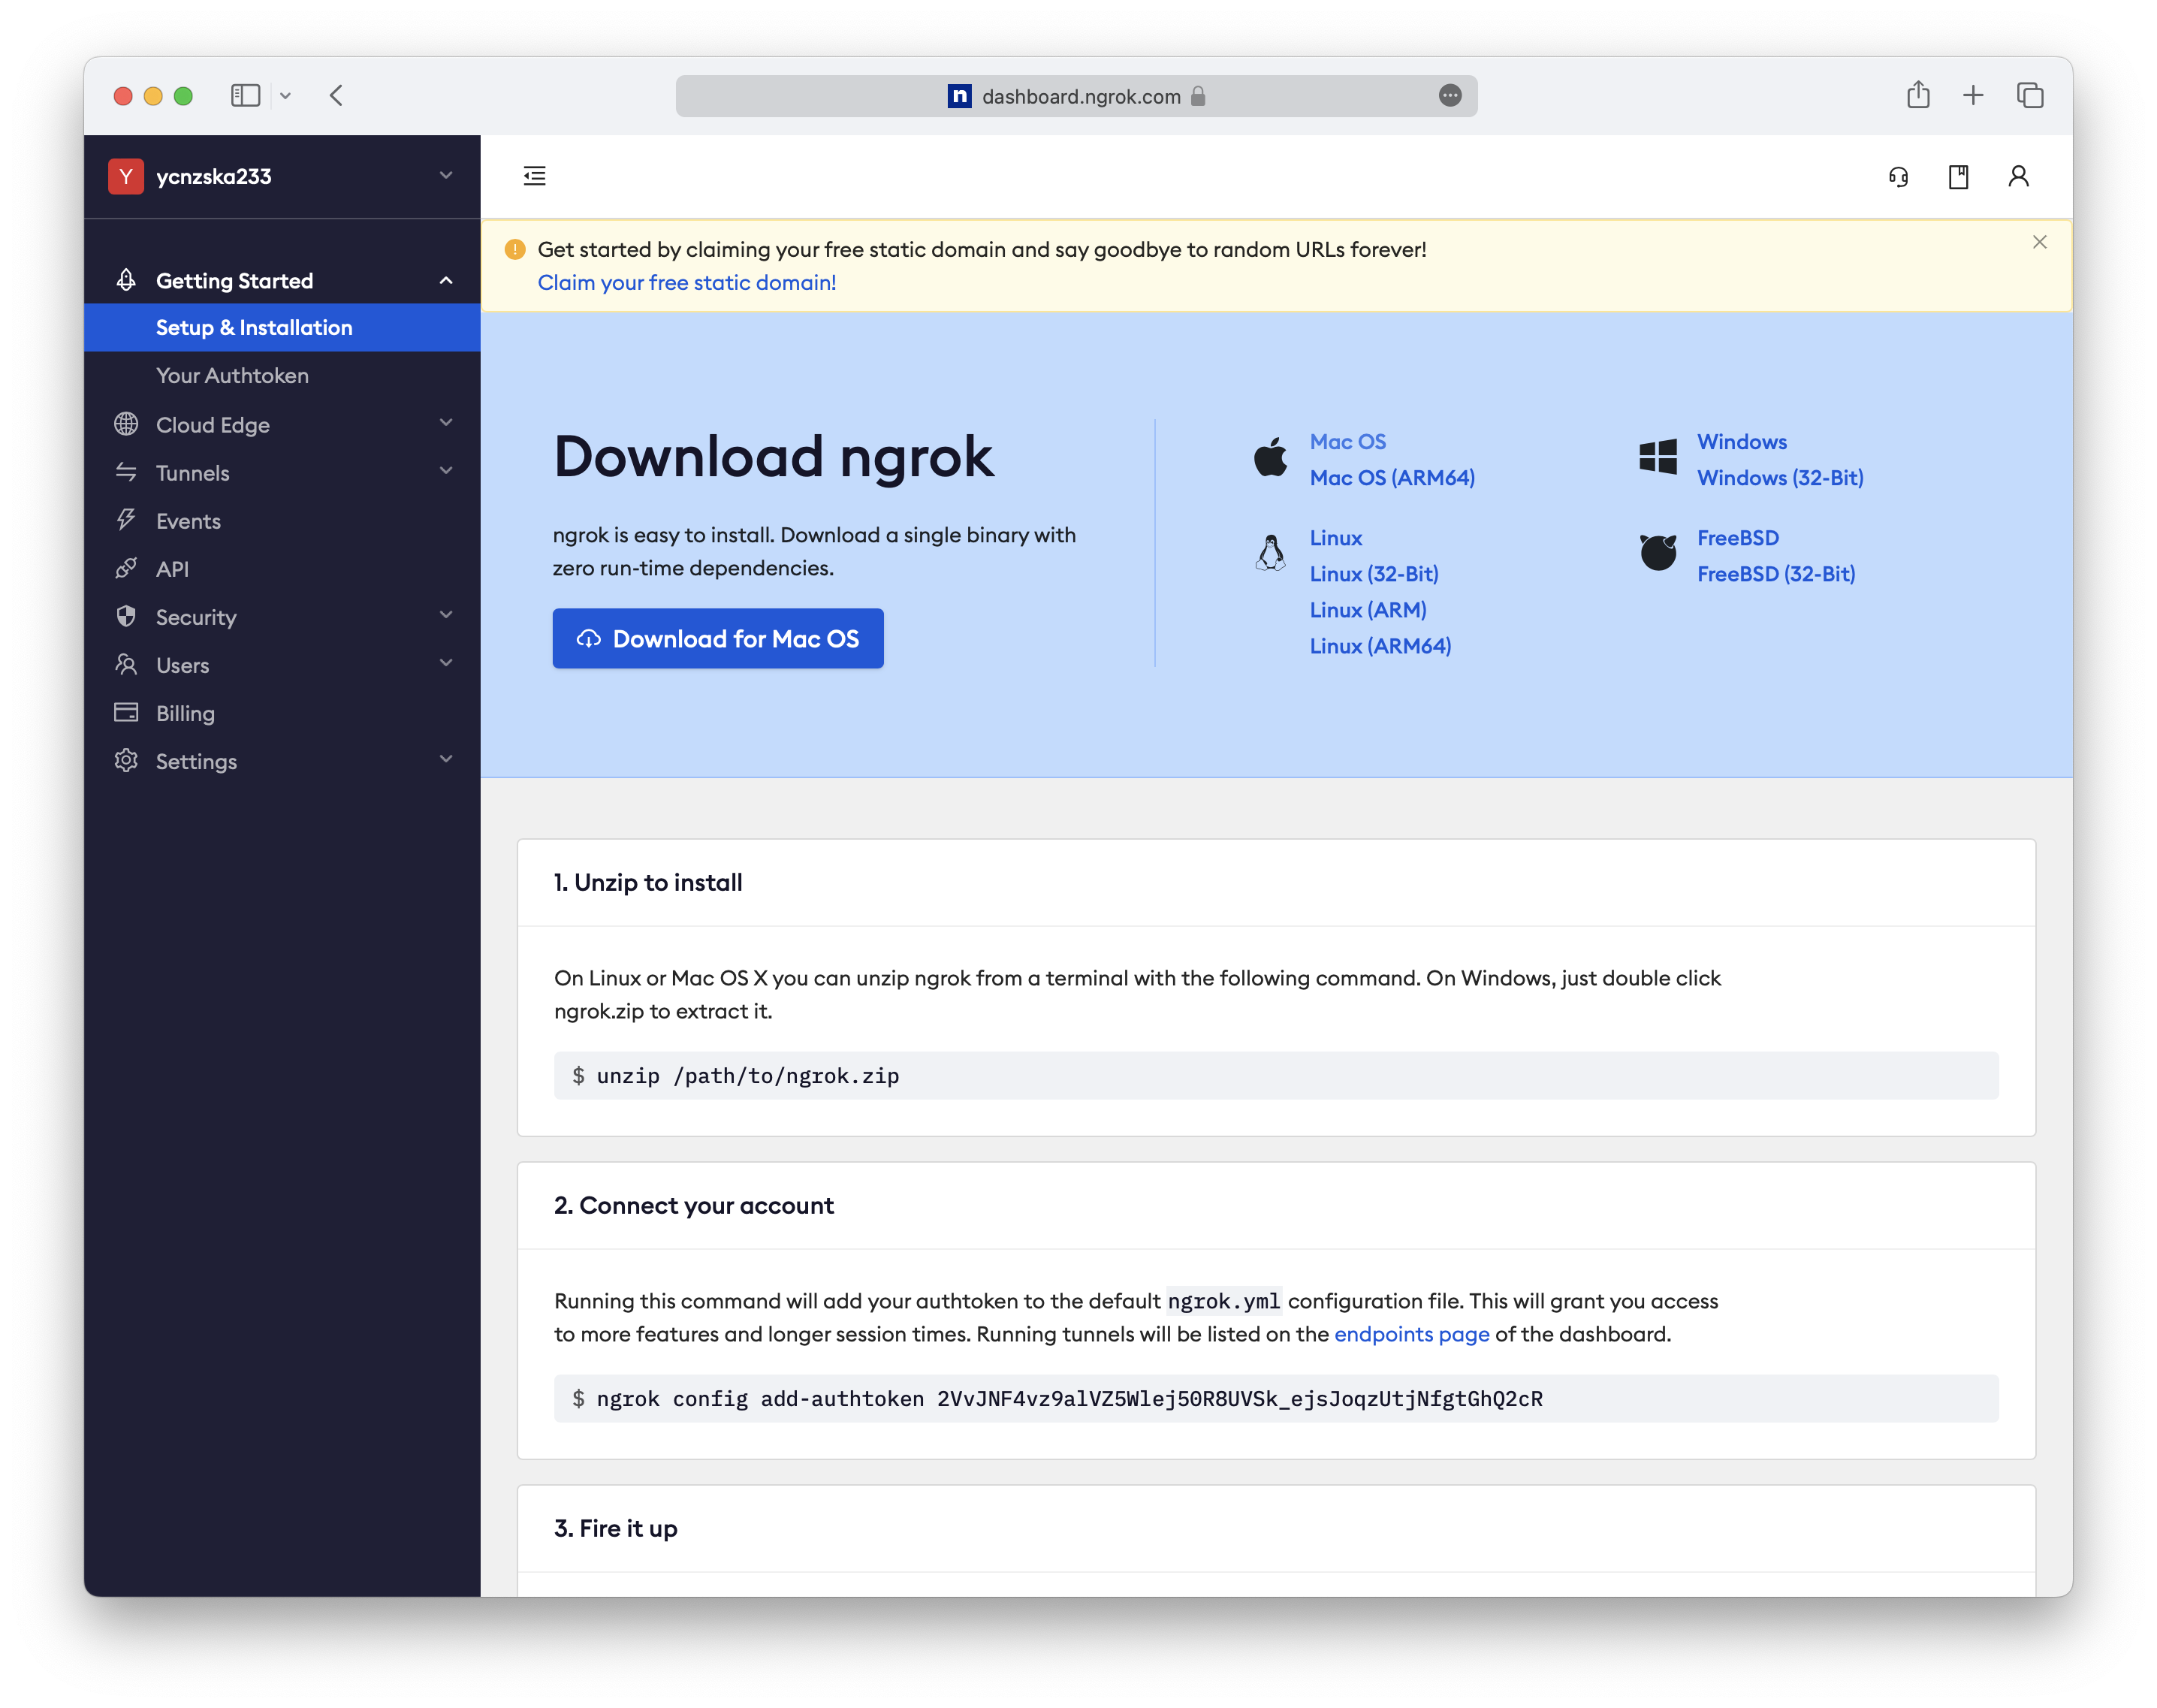 dashboard.ngrok.com
Y ycnzska233
Getting Started
Setup & Installation
Your Authtoken
Cloud Edge
Tunnels
Events
API
Security
Users
Billing
Settings
Get started by claiming your free static domain and say goodbye to random URLs forever!
Claim your free static domain!
Download ngrok
ngrok is easy to install. Download a single binary with
zero run-time dependencies.
Download for Mac OS
Mac OS
Mac OS (ARM64)
Linux
Linux (32-Bit)
Linux (ARM)
Linux (ARM64)
Windows
Windows (32-Bit)
FreeBSD
FreeBSD (32-Bit)
1. Unzip to install
On Linux or Mac OS X you can unzip ngrok from a terminal with the following command. On Windows, just double click
ngrok.zip to extract it.
$ unzip /path/to/ngrok.zip
2. Connect your account
Running this command will add your authtoken to the default ngrok.yml configuration file. This will grant you access
to more features and longer session times. Running tunnels will be listed on the endpoints page of the dashboard.
$ ngrok config add-authtoken 2VvJNF4vz9alVZ5Wlej50R8UVSk_ejsJoqzUtjNfgtGhQ2cR
3. Fire it up